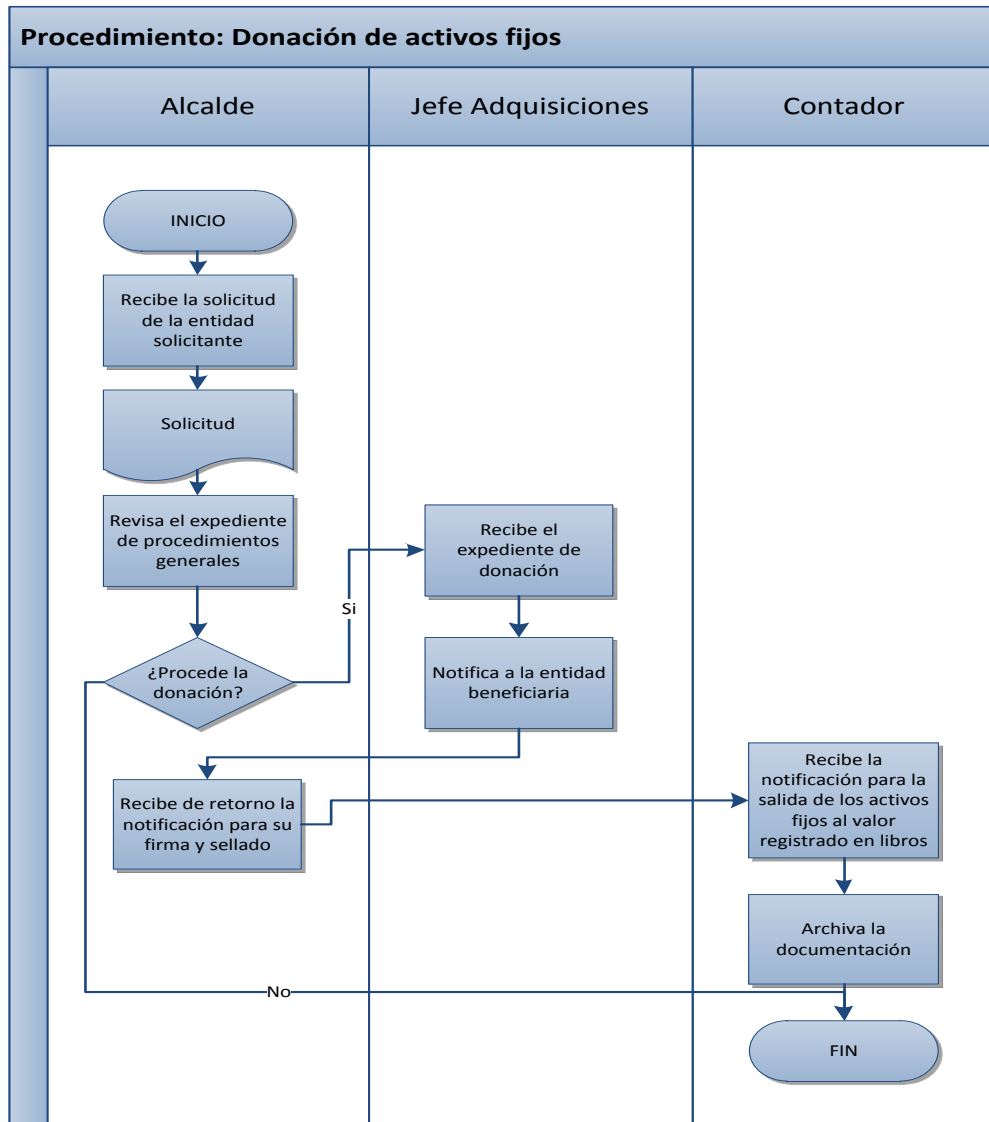 Procedimiento: Donación de activos fijos
Alcalde
Jefe Adquisiciones
Contador
INICIO
Recibe la solicitud
de la entidad
solicitante
Solicitud
Revisa el expediente
de procedimientos
generales
¿Procede la
donación?
Si
Recibe el
expediente de
donación
Notifica a la entidad
beneficiaria
Recibe de retorno la
notificación para su
firma y sellado
Recibe la
notificación para la
salida de los activos
fijos al valor
registrado en libros
Archiva la
documentación
No
FIN